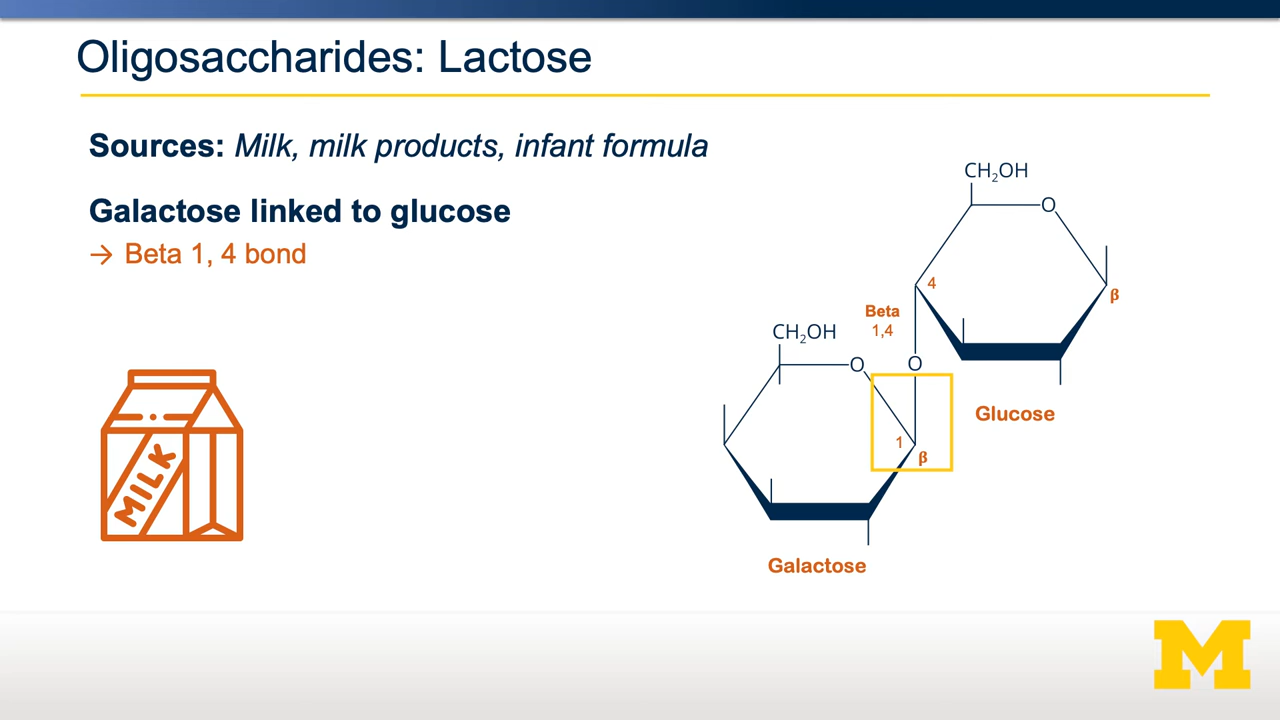 Oligosaccharides: Lactose
Sources: Milk, milk products, infant formula
Galactose linked to glucose
→ Beta 1, 4 bond
MILK
CH₂OH
O
4
β
Beta
1,4
CH₂OH
O
O
Glucose
1
β
Galactose
M